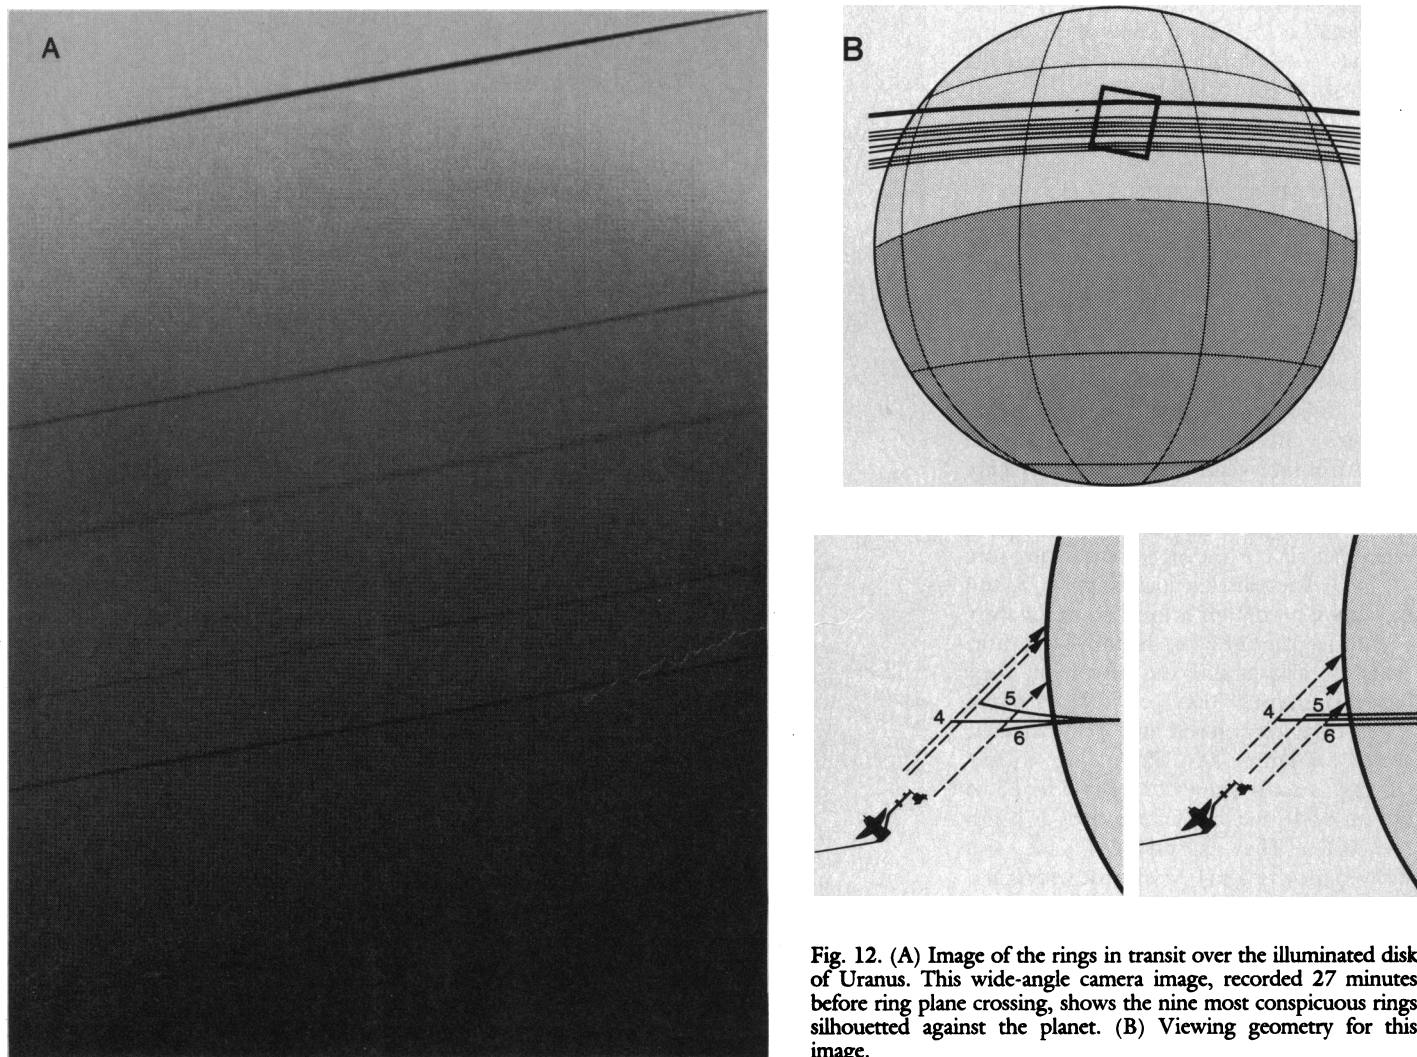 A
B
4
5
6
4
5
6
Fig. 12. (A) Image of the rings in transit over the illuminated disk
of Uranus. This wide-angle camera image, recorded 27 minutes
before ring plane crossing, shows the nine most conspicuous rings
silhouetted against the planet. (B) Viewing geometry for this
image.